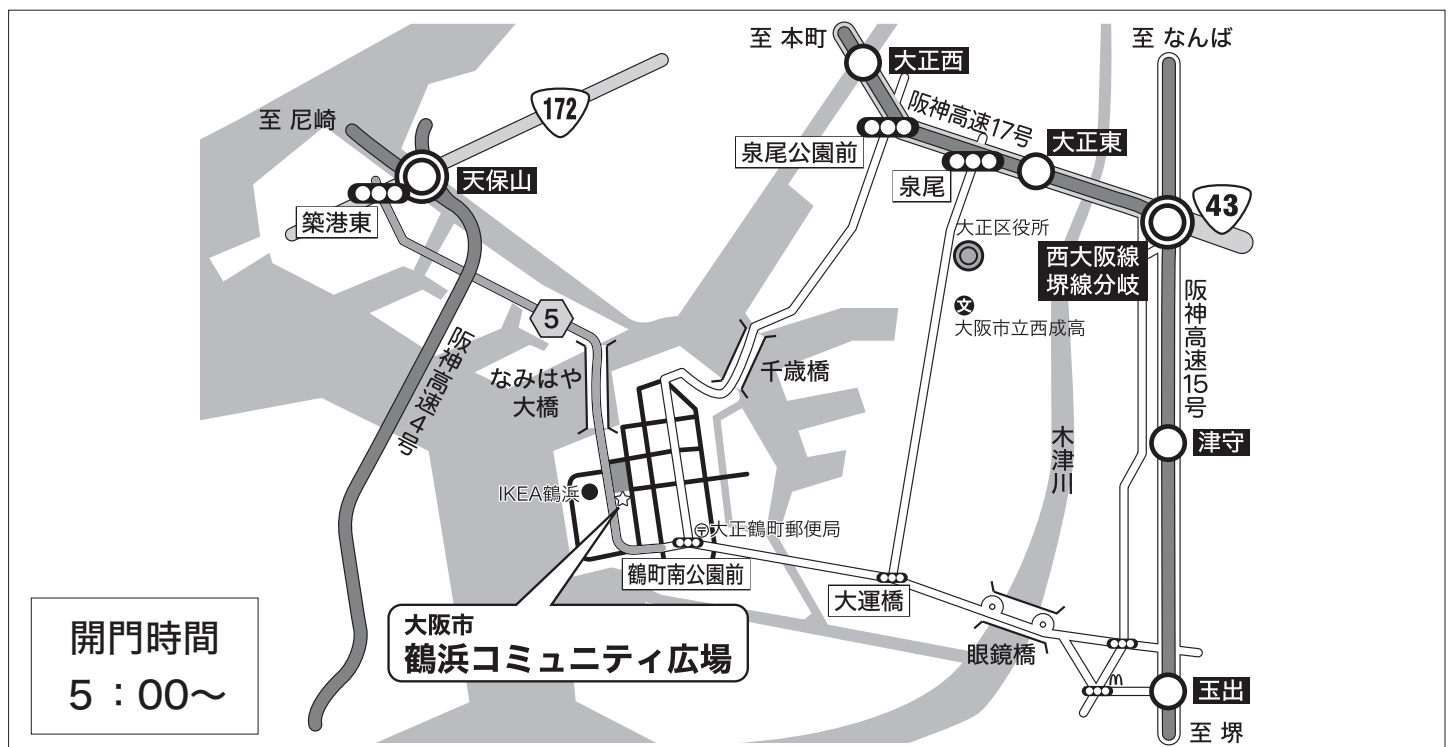 至 本町
至 なんば
大正西
172
阪神高速17号
至 尼崎
大正東
泉尾公園前
天保山
泉尾
43
築港東
大正区役所
西大阪線
堺線分岐
文
大阪市立西成高
5
阪神高速15号
阪神高速4号
なみはや
大橋
千歳橋
木津川
津守
IKEA鶴浜
〒大正鶴町郵便局
鶴町南公園前
大運橋
大阪市
鶴浜コミュニティ広場
眼鏡橋
開門時間
5：00〜
m
玉出
至 堺